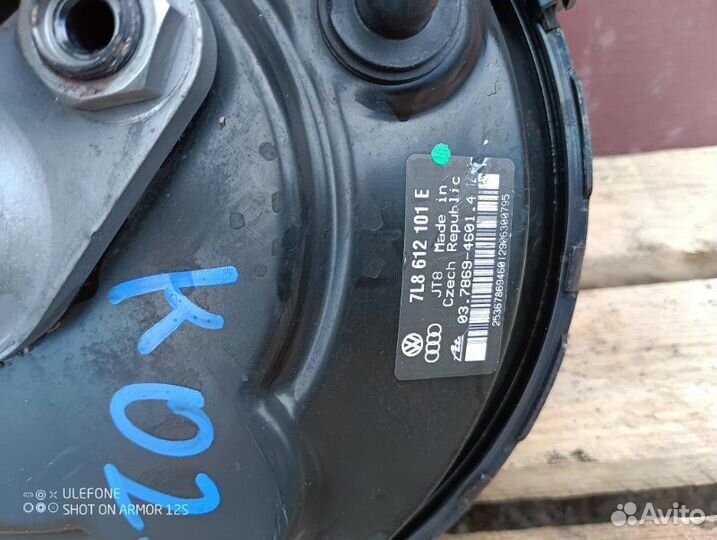 7L8 612 101 E
JT8 Made in
Czech Republic
03.7869-4601.4
253678694601290630795
K02
ULEFONE
SHOT ON ARMOR 12S
Avito